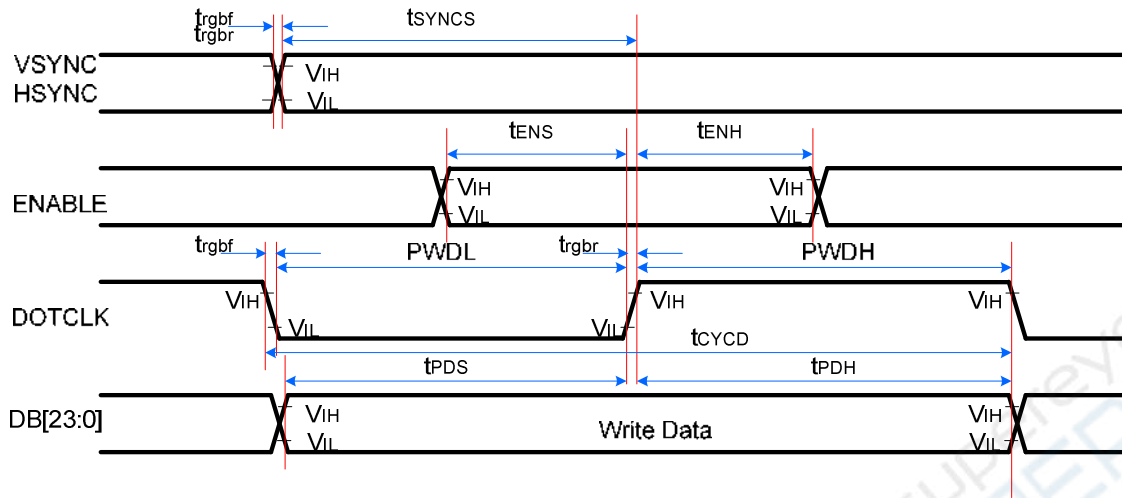 trgbf
tSYNCS
trgbr
VSYNC
VIH
HSYNC
VIL
tENS
tENH
VIH
VIH
ENABLE
VIL
VIL
trgbf
PWDL
trgbr
PWDH
VIH
VIH
VIH
DOTCLK
VIL
VIL
tCYCD
tPDS
tPDH
DB[23:0]
VIH
VIH
Write Data
VIL
VIL